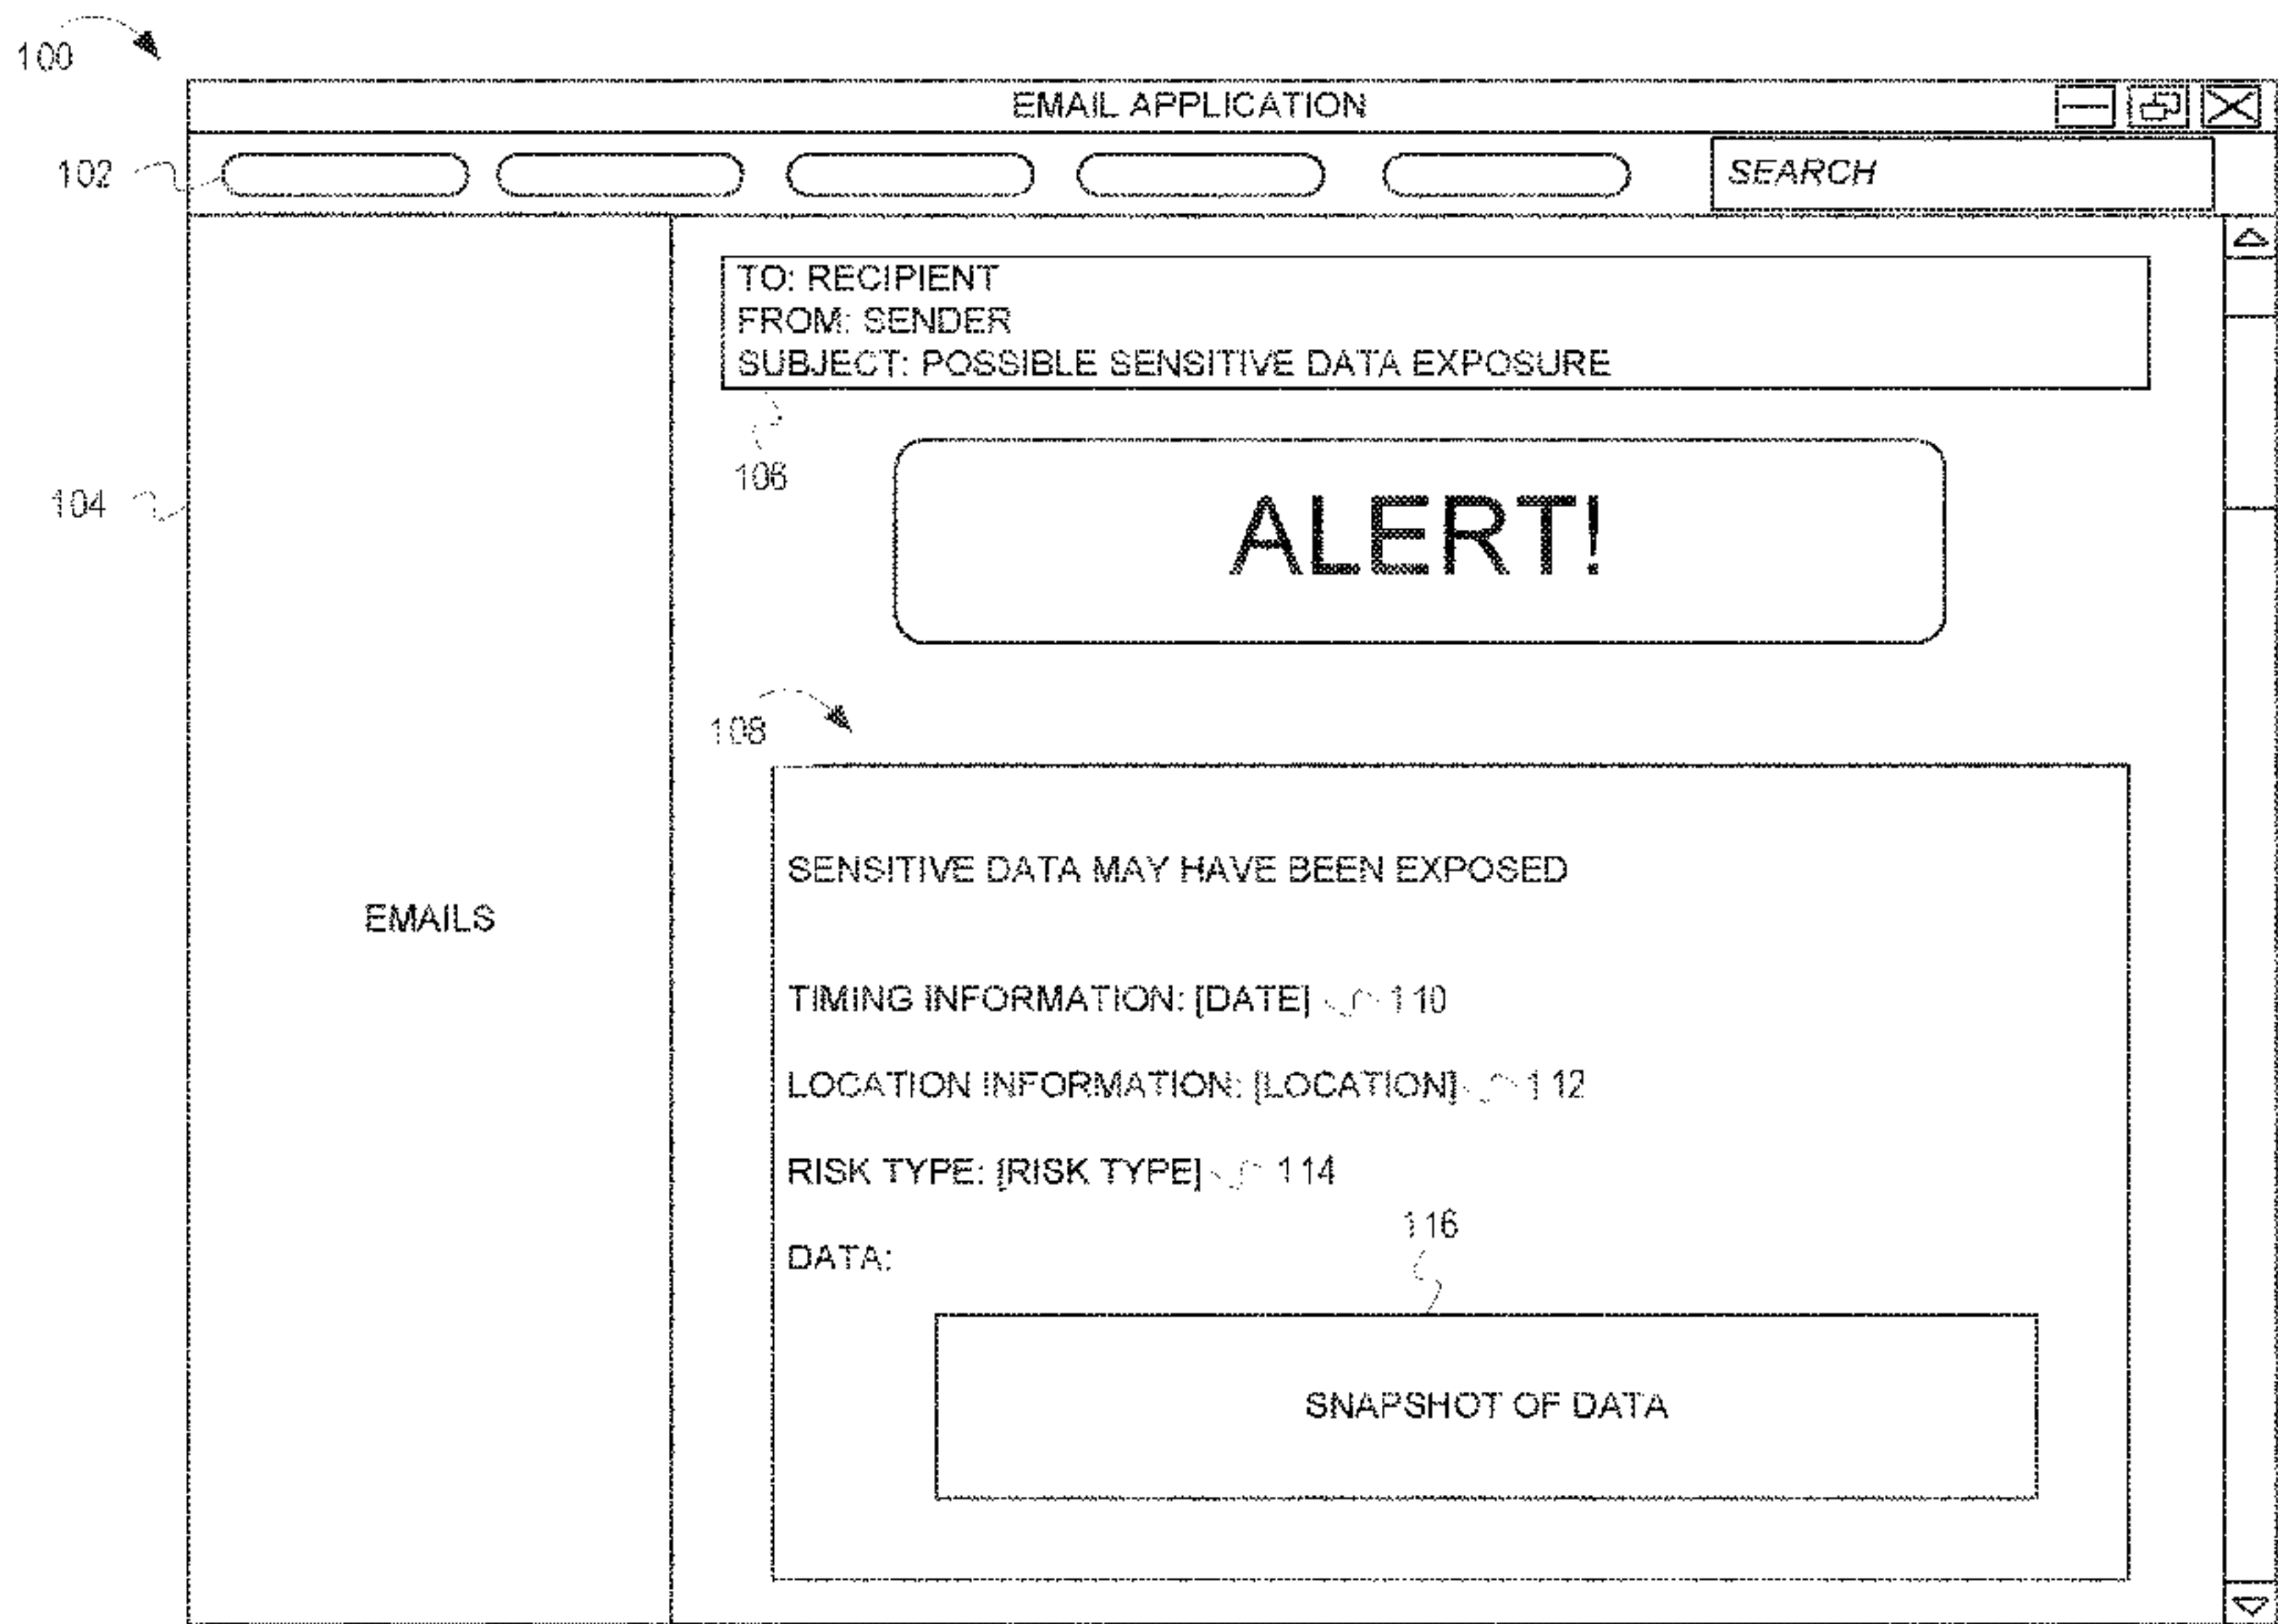 100
EMAIL APPLICATION
102
SEARCH
TO: RECIPIENT
FROM: SENDER
SUBJECT: POSSIBLE SENSITIVE DATA EXPOSURE
106
104
ALERT!
108
SENSITIVE DATA MAY HAVE BEEN EXPOSED
EMAILS
TIMING INFORMATION: [DATE] 110
LOCATION INFORMATION: [LOCATION] 112
RISK TYPE: [RISK TYPE] 114
116
DATA:
SNAPSHOT OF DATA